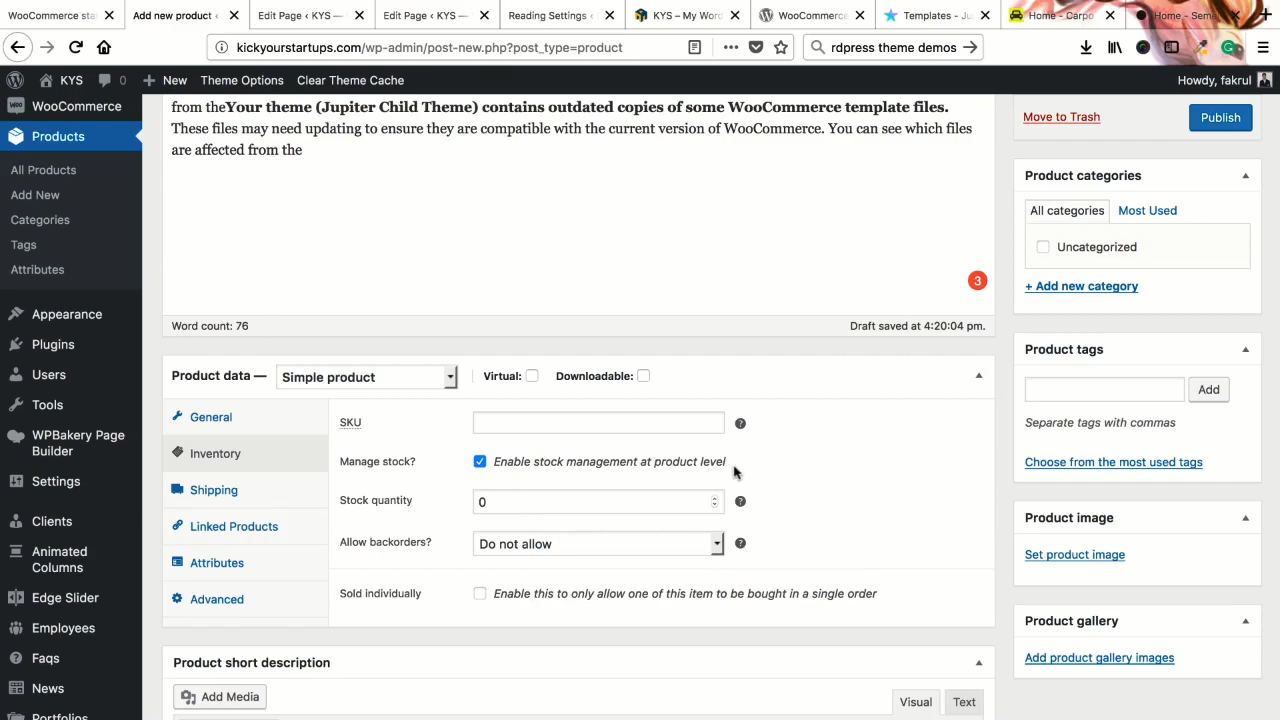 WooCommerce sta
Add new product ‹
Edit Page ‹ KYS —
Edit Page ‹ KYS —
Reading Settings ‹
KYS – My Wor
WooCommerce
Templates - Ju
Home - Carpo
Home - Seme
kickyourstartups.com/wp-admin/post-new.php?post_type=product
rdpress theme demos
KYS
0
New
Theme Options
Clear Theme Cache
Howdy, fakrul
WooCommerce
Products
All Products
Add New
Categories
Tags
Attributes
Appearance
Plugins
Users
Tools
WPBakery Page
Builder
Settings
Clients
Animated
Columns
Edge Slider
Employees
Faqs
News
Portfolios
from theYour theme (Jupiter Child Theme) contains outdated copies of some WooCommerce template files.
These files may need updating to ensure they are compatible with the current version of WooCommerce. You can see which files
are affected from the
3
Word count: 76
Draft saved at 4:20:04 pm.
Product data —
Simple product
Virtual:
Downloadable:
General
Inventory
Shipping
Linked Products
Attributes
Advanced
SKU
Manage stock?
Enable stock management at product level
Stock quantity
0
Allow backorders?
Do not allow
Sold individually
Enable this to only allow one of this item to be bought in a single order
Product short description
Add Media
Visual
Text
Move to Trash
Publish
Product categories
All categories
Most Used
Uncategorized
+ Add new category
Product tags
Add
Separate tags with commas
Choose from the most used tags
Product image
Set product image
Product gallery
Add product gallery images